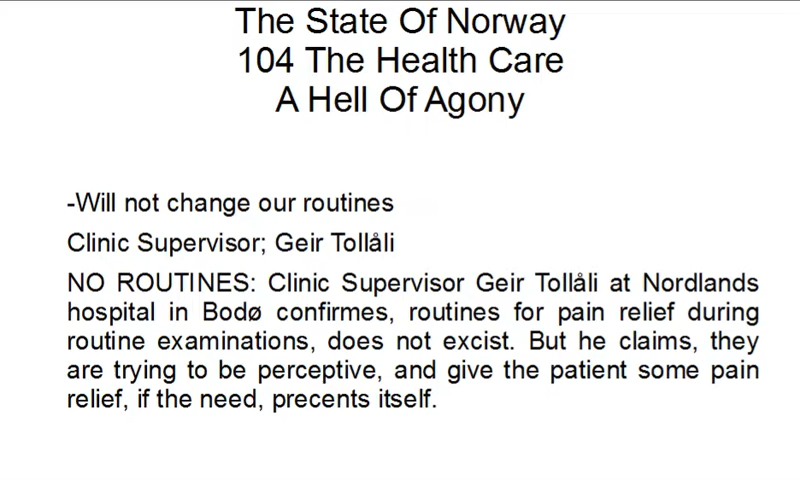 The State Of Norway
104 The Health Care
A Hell Of Agony
-Will not change our routines
Clinic Supervisor; Geir Tollåli
NO ROUTINES: Clinic Supervisor Geir Tollåli at Nordlands
hospital in Bodø confirmes, routines for pain relief during
routine examinations, does not excist. But he claims, they
are trying to be perceptive, and give the patient some pain
relief, if the need, precents itself.